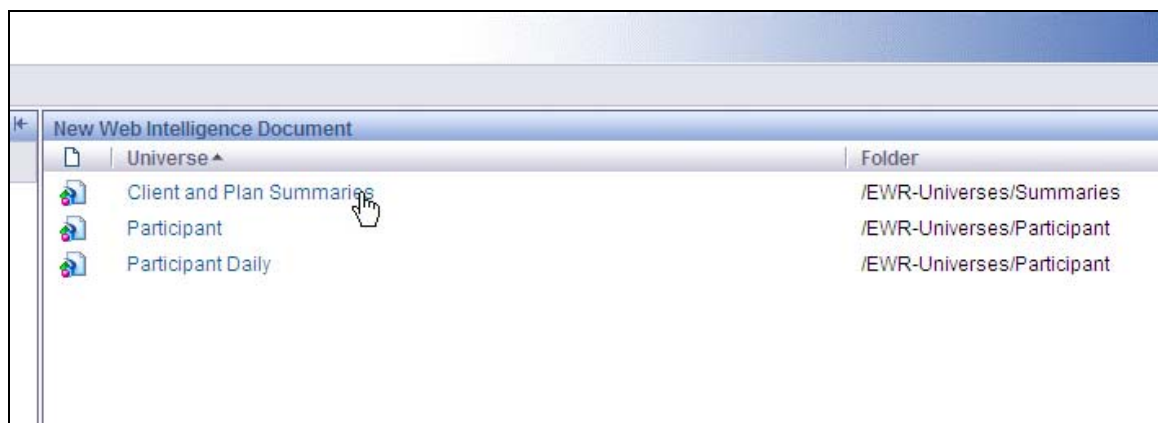 New Web Intelligence Document
Universe Folder
Client and Plan Summaries /EWR-Universes/Summaries
Participant /EWR-Universes/Participant
Participant Daily /EWR-Universes/Participant